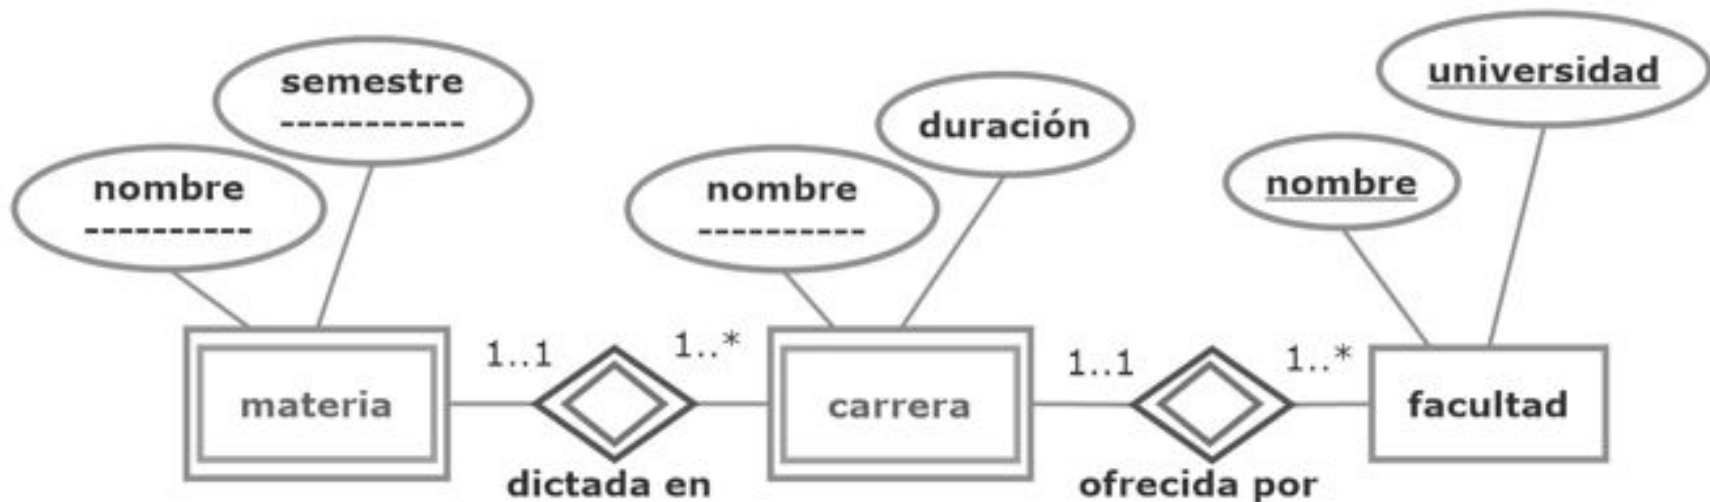 universidad
semestre
duración
nombre
nombre
nombre
1..1
1..*
1..1
1..*
materia
carrera
facultad
dictada en
ofrecida por